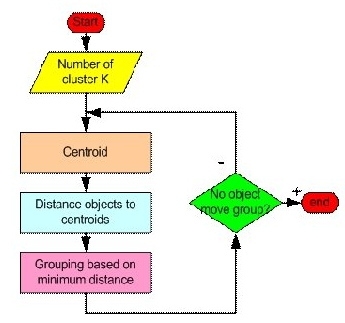 Start
Number of
cluster K
Centroid
-
No object
move group?
+
end
Distance objects to
centroids
Grouping based on
minimum distance